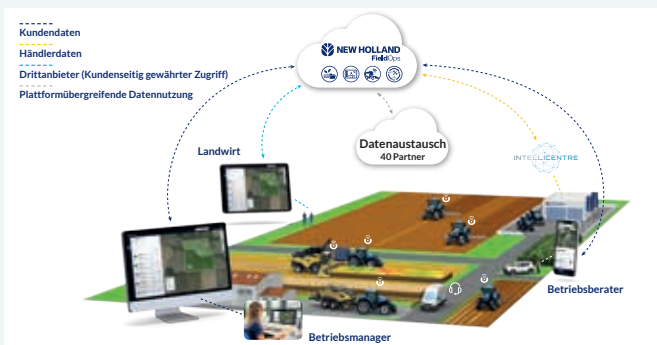 Kundendaten
Händlerdaten
Drittanbieter (Kundenseitig gewährter Zugriff)
Plattformübergreifende Datennutzung
NEW HOLLAND
FieldOps
Datenaustausch
40 Partner
Landwirt
INTELLICENTRE
Betriebsberater
Betriebsmanager